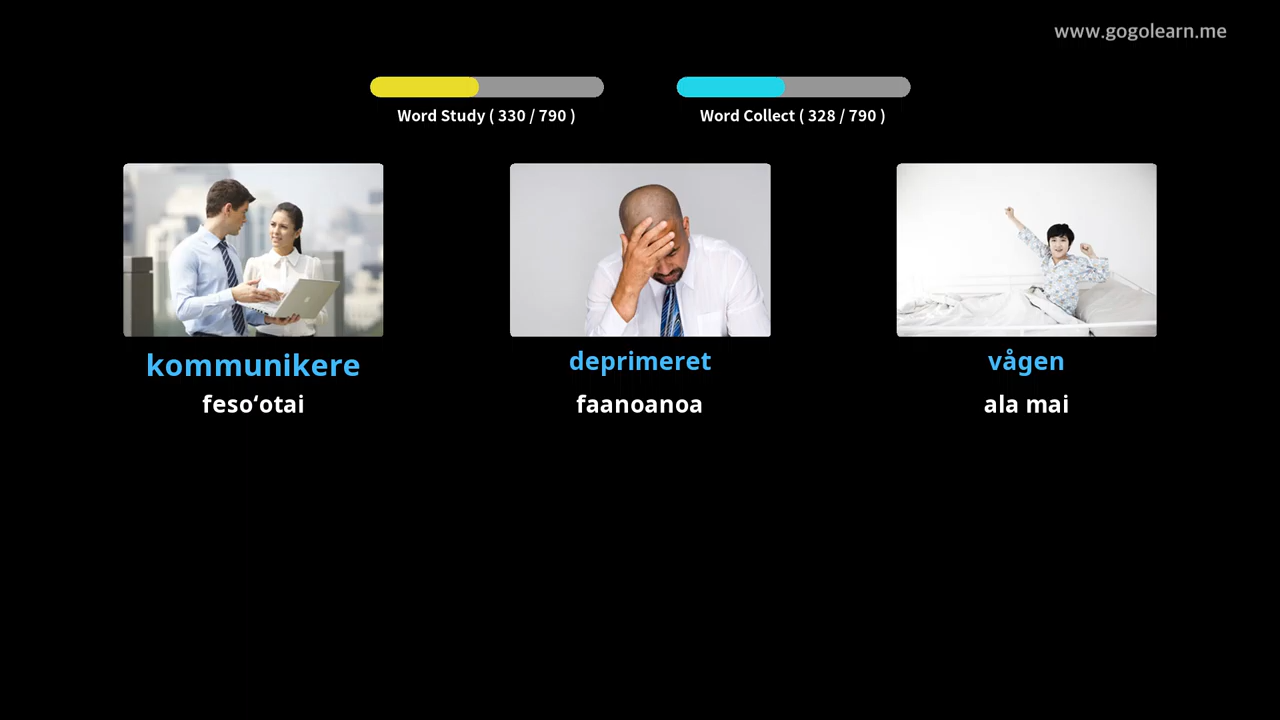 www.gogolearn.me
Word Study ( 330 / 790 )
Word Collect ( 328 / 790 )
kommunikere
deprimeret
vågen
fesoʻotai
faanoanoa
ala mai